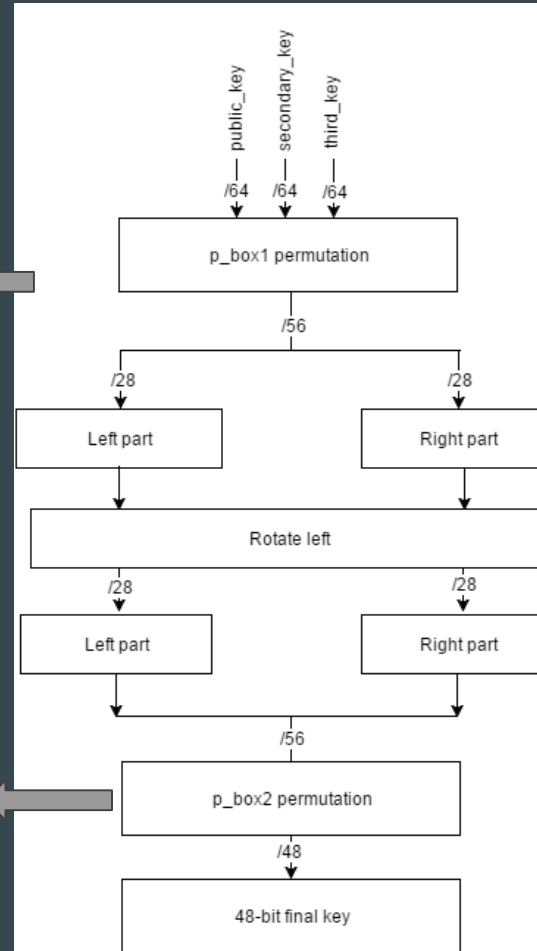 public_key
secondary_key
third_key
/64 /64 /64
p_box1 permutation
/56
/28 /28
Left part Right part
Rotate left
/28 /28
Left part Right part
/56
p_box2 permutation
/48
48-bit final key